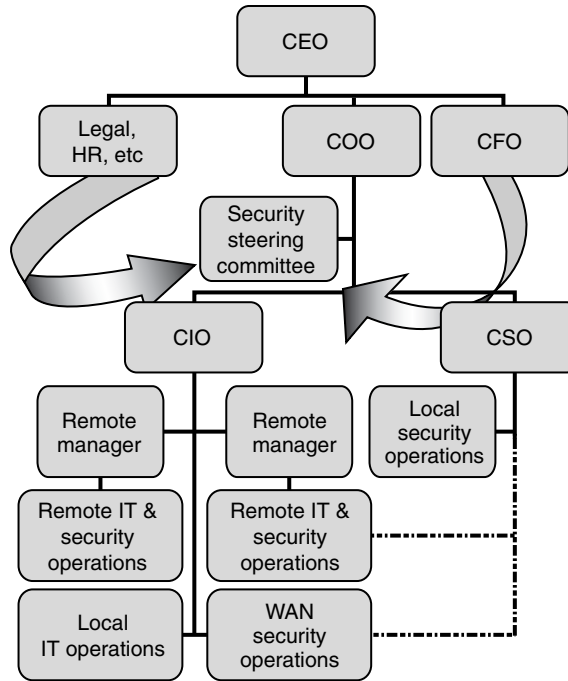 CEO
Legal,
HR, etc
COO
CFO
Security
steering
committee
CIO
CSO
Remote
manager
Remote
manager
Local
security
operations
Remote IT &
security
operations
Remote IT &
security
operations
Local
IT operations
WAN
security
operations